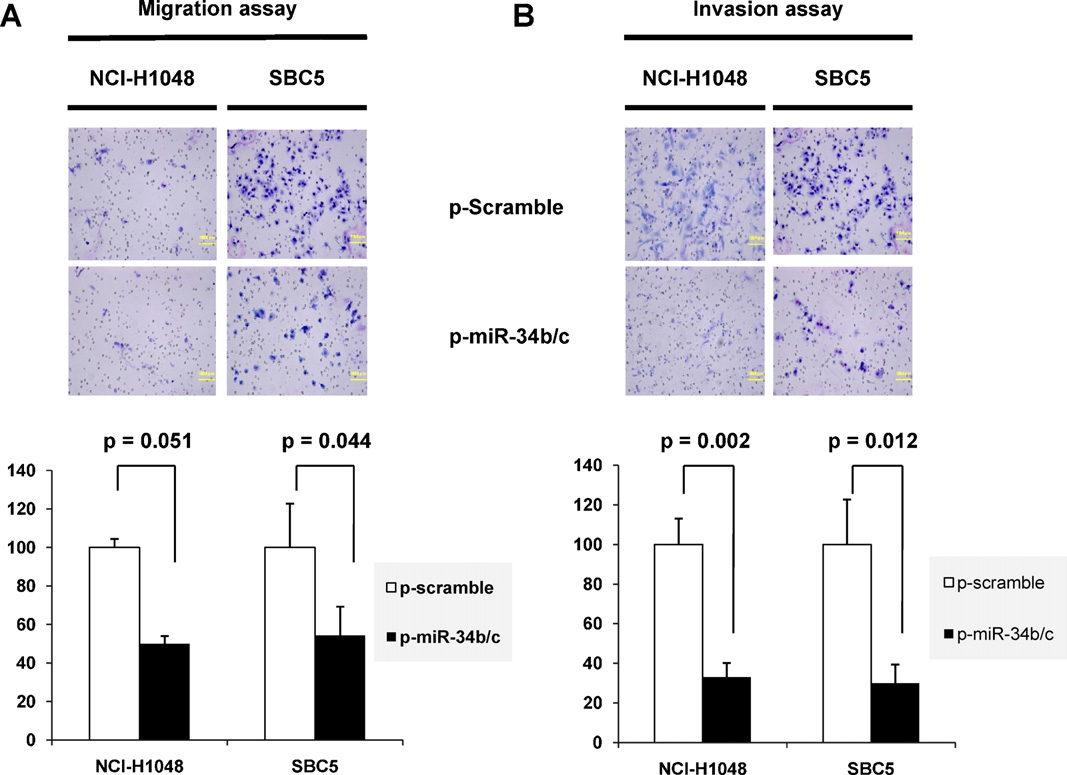 A
Migration assay
B
Invasion assay
NCI-H1048
SBC5
NCI-H1048
SBC5
p-Scramble
p-miR-34b/c
p = 0.051
p = 0.044
140
120
100
80
60
40
20
0
NCI-H1048
SBC5
p-scramble
p-miR-34b/c
p = 0.002
p = 0.012
140
120
100
80
60
40
20
0
NCI-H1048
SBC5
p-scramble
p-miR-34b/c